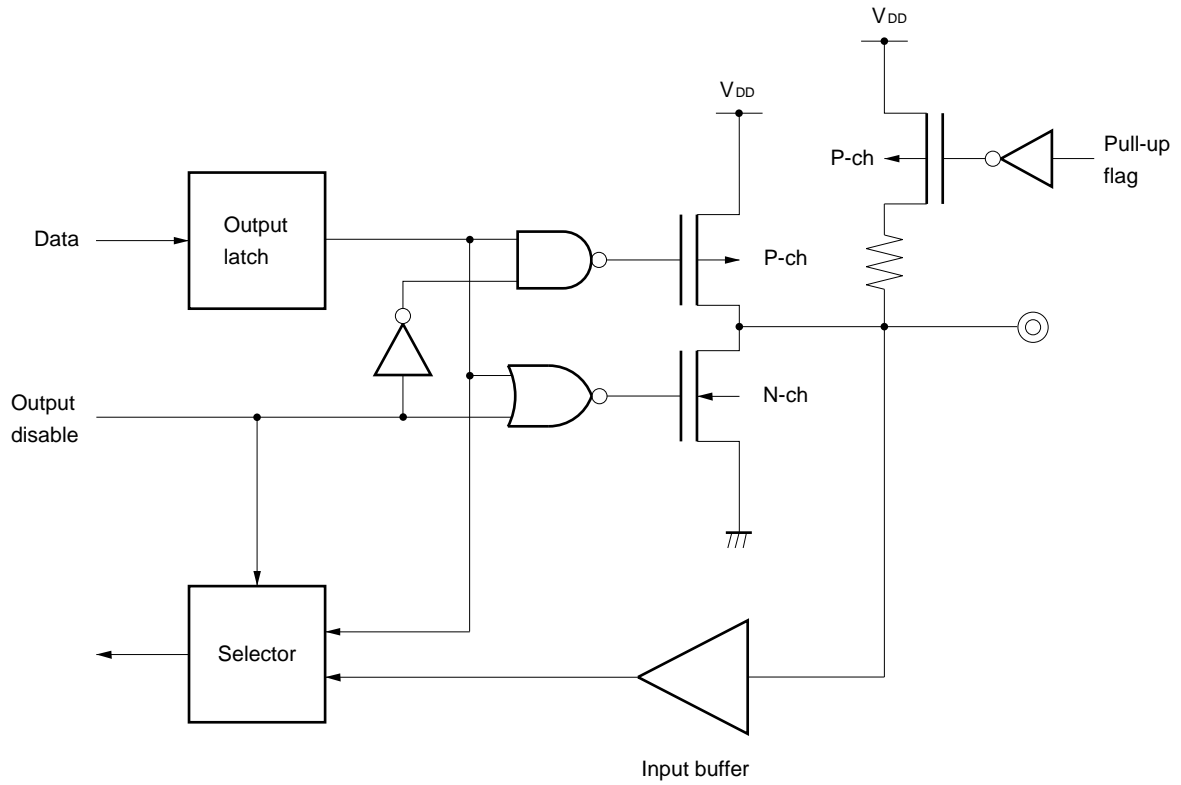 VDD
VDD
P-ch
Pull-up
flag
Data
Output
latch
P-ch
Output
disable
N-ch
Selector
Input buffer